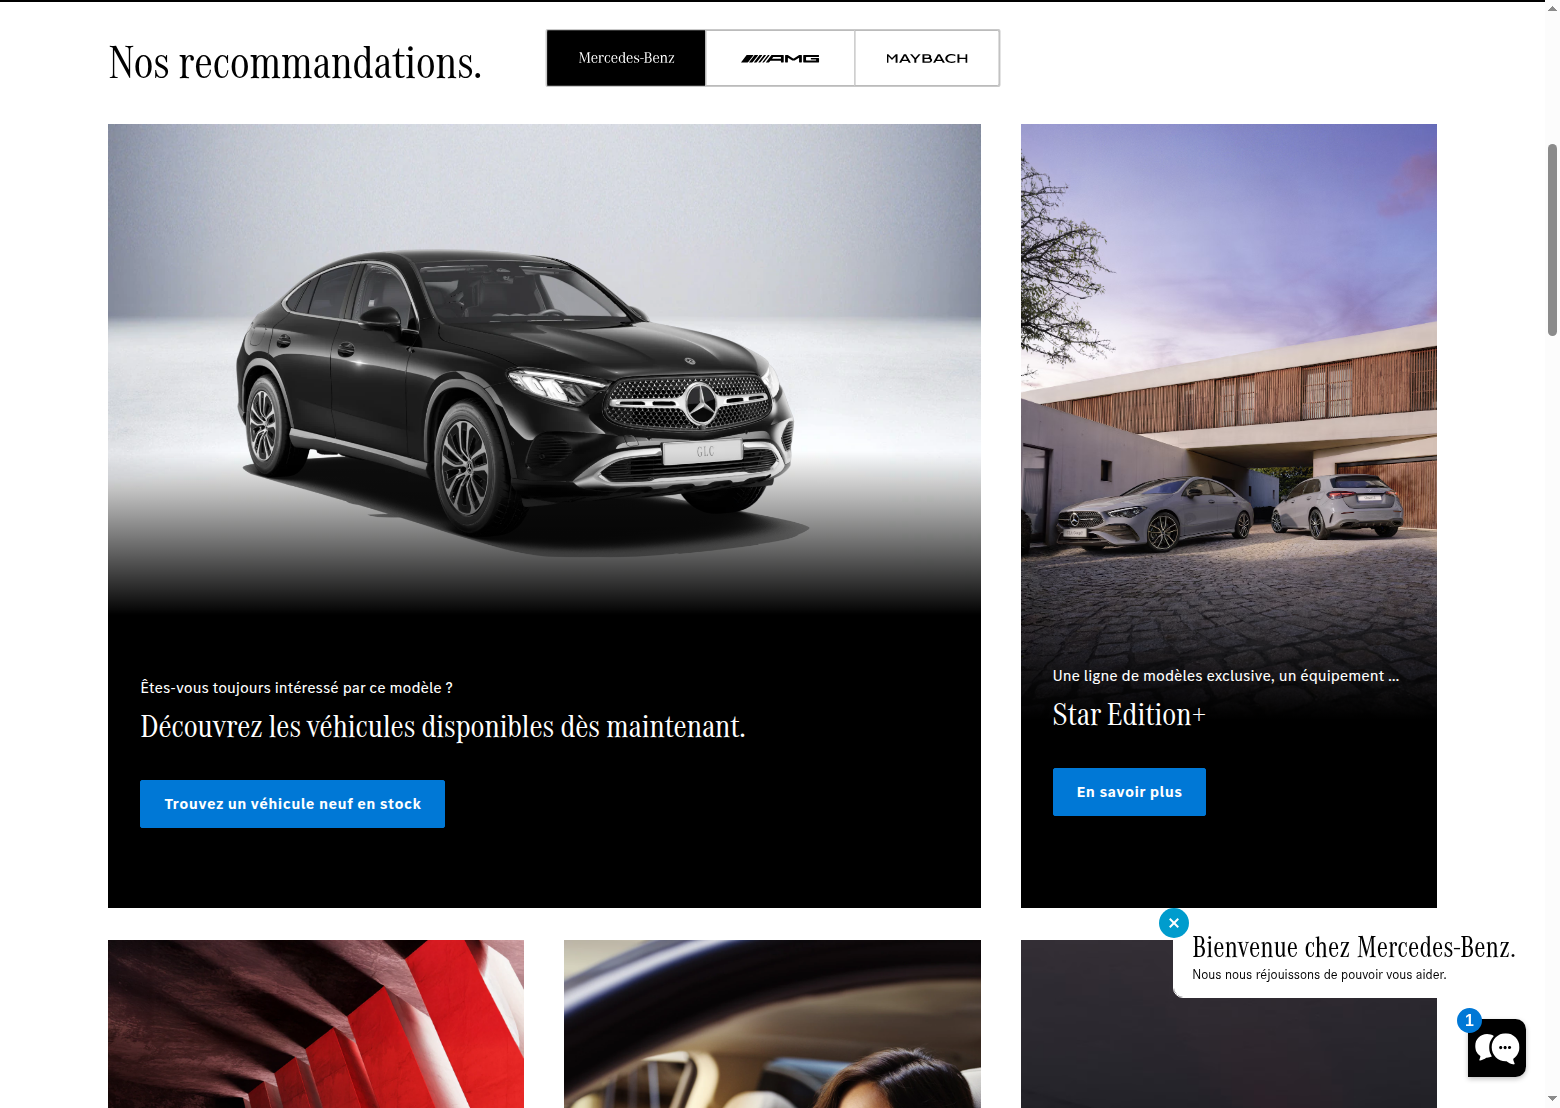 Nos recommandations.
Mercedes-Benz
AMG
MAYBACH
GLC
Êtes-vous toujours intéressé par ce modèle ?
Découvrez les véhicules disponibles dès maintenant.
Trouvez un véhicule neuf en stock
Une ligne de modèles exclusive, un équipement ...
Star Edition+
En savoir plus
Bienvenue chez Mercedes-Benz.
Nous nous réjouissons de pouvoir vous aider.
1